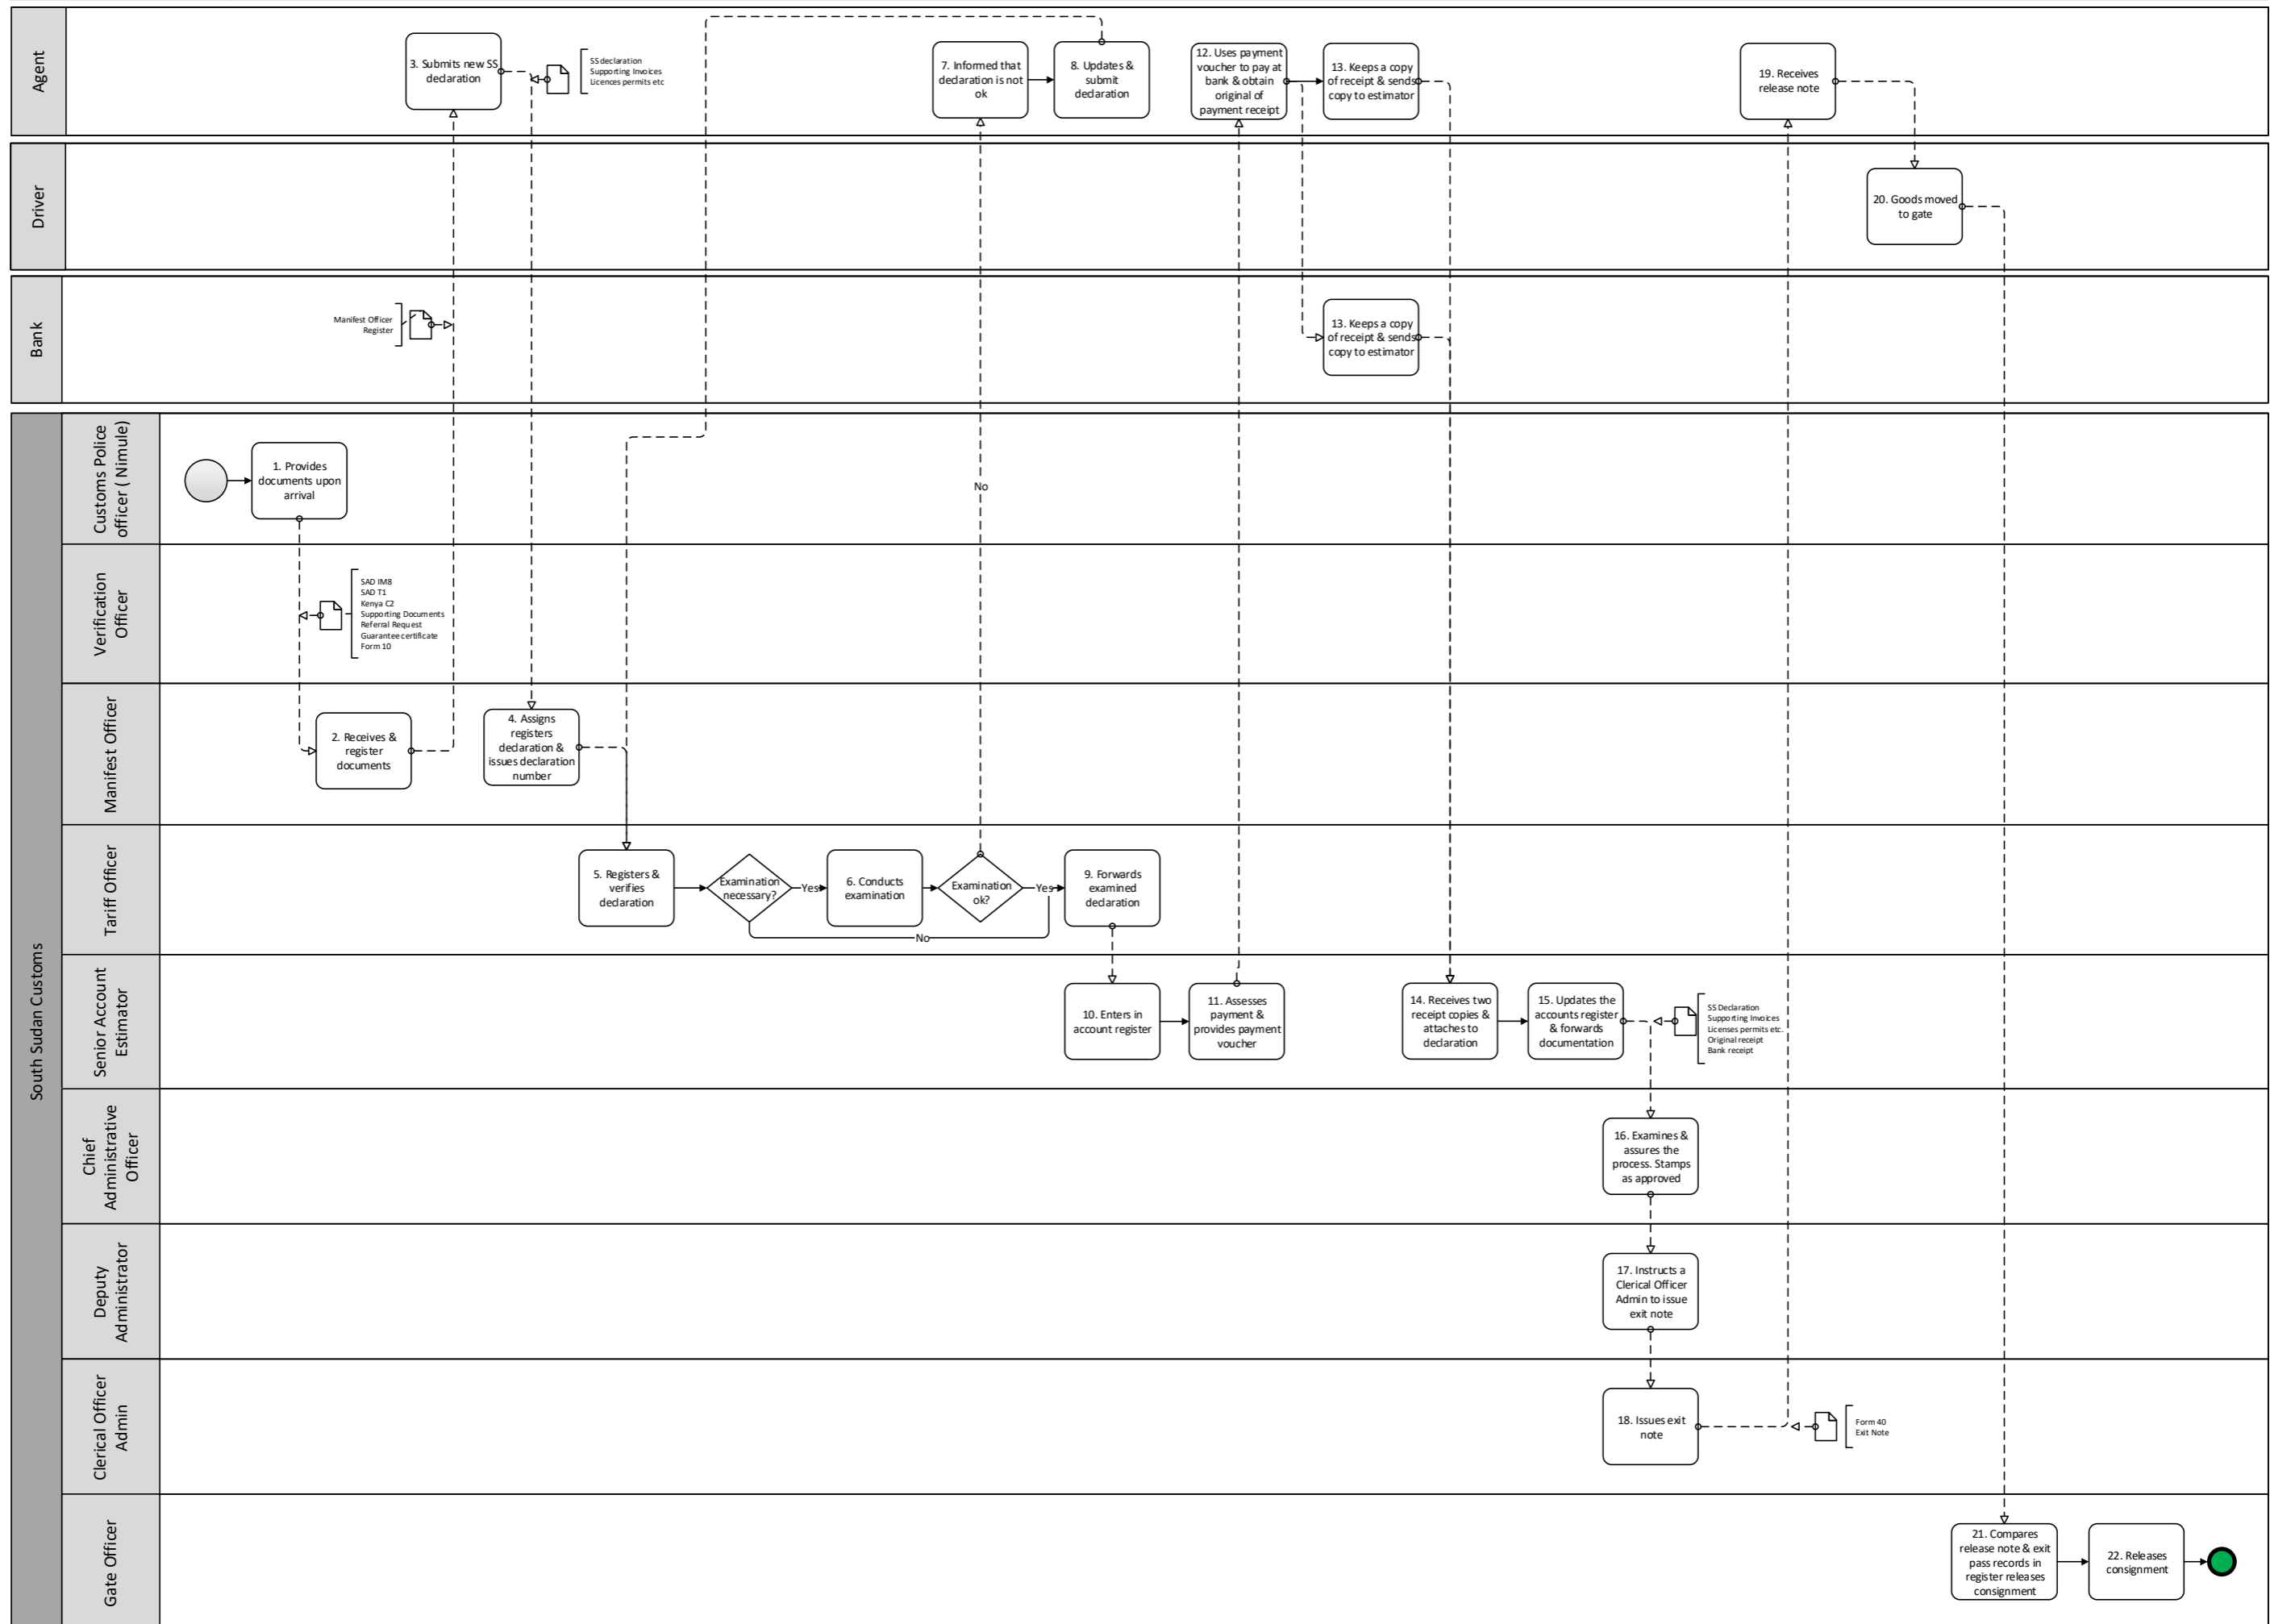 Agent
3. Submits new SS
declaration
SS declaration
Supporting Invoices
Licences permits etc
7. Informed that
declaration is not
ok
8. Updates &
submit
declaration
12. Uses payment
voucher to pay at
bank & obtain
original of
payment receipt
13. Keeps a copy
of receipt & sends
copy to estimator
19. Receives
release note
Driver
20. Goods moved
to gate
Bank
Manifest Officer
Register
13. Keeps a copy
of receipt & sends
copy to estimator
South Sudan Customs
Customs Police
officer ( Nimule)
1. Provides
documents upon
arrival
No
Verification
Officer
SAD IM8
SAD T1
Kenya C2
Supporting Documents
Referral Request
Guarantee certificate
Form 10
Manifest Officer
2. Receives &
register
documents
4. Assigns
registers
declaration &
issues declaration
number
Tariff Officer
5. Registers &
verifies
declaration
Examination
necessary?
Yes
6. Conducts
examination
Examination
ok?
Yes
9. Forwards
examined
declaration
No
Senior Account
Estimator
10. Enters in
account register
11. Assesses
payment &
provides payment
voucher
14. Receives two
receipt copies &
attaches to
declaration
15. Updates the
accounts register
& forwards
documentation
SS Declaration
Supporting Invoices
Licenses permits etc.
Original receipt
Bank receipt
Chief
Administrative
Officer
16. Examines &
assures the
process. Stamps
as approved
Deputy
Administrator
17. Instructs a
Clerical Officer
Admin to issue
exit note
Clerical Officer
Admin
18. Issues exit
note
Form 40
Exit Note
Gate Officer
21. Compares
release note & exit
pass records in
register releases
consignment
22. Releases
consignment